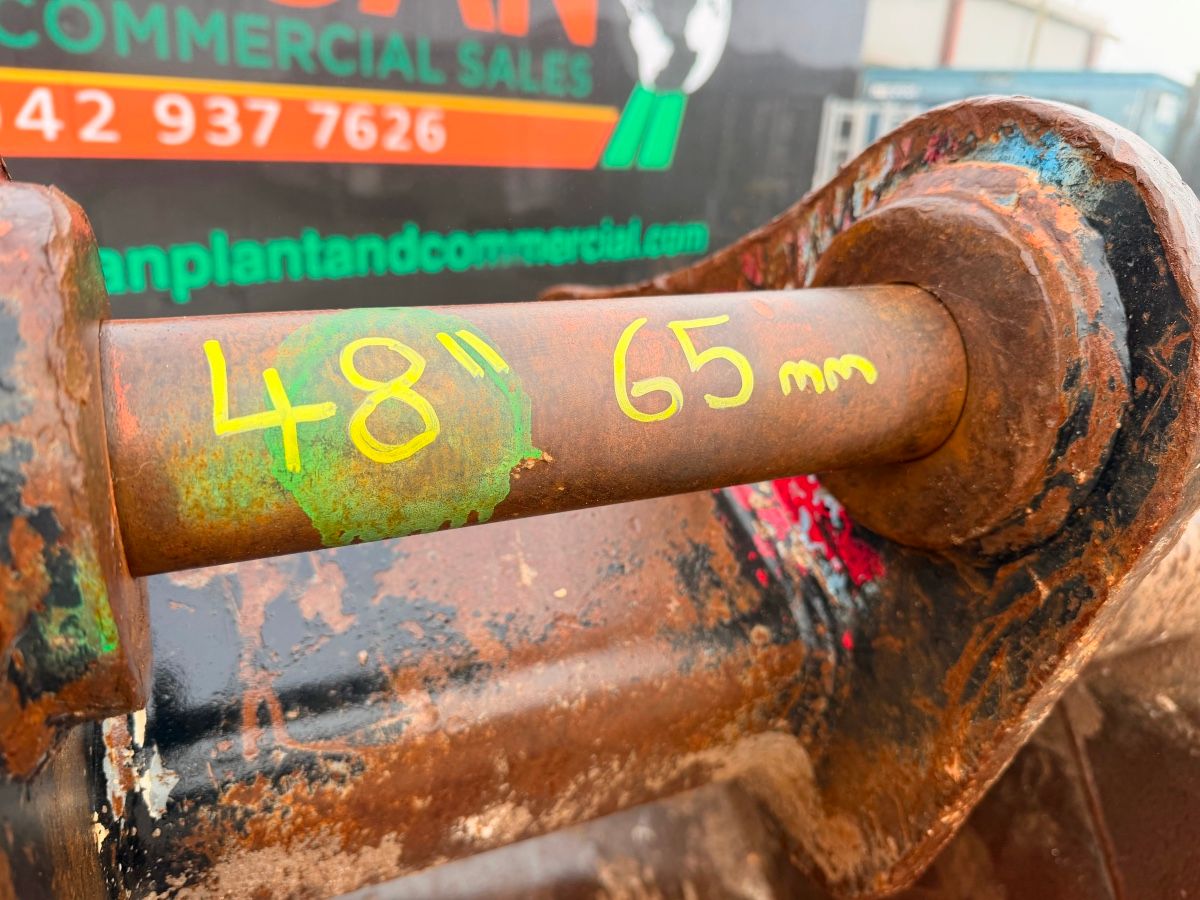 COMMERCIAL SALES
42 937 7626
anplantandcommercial.com
48" 65 mm